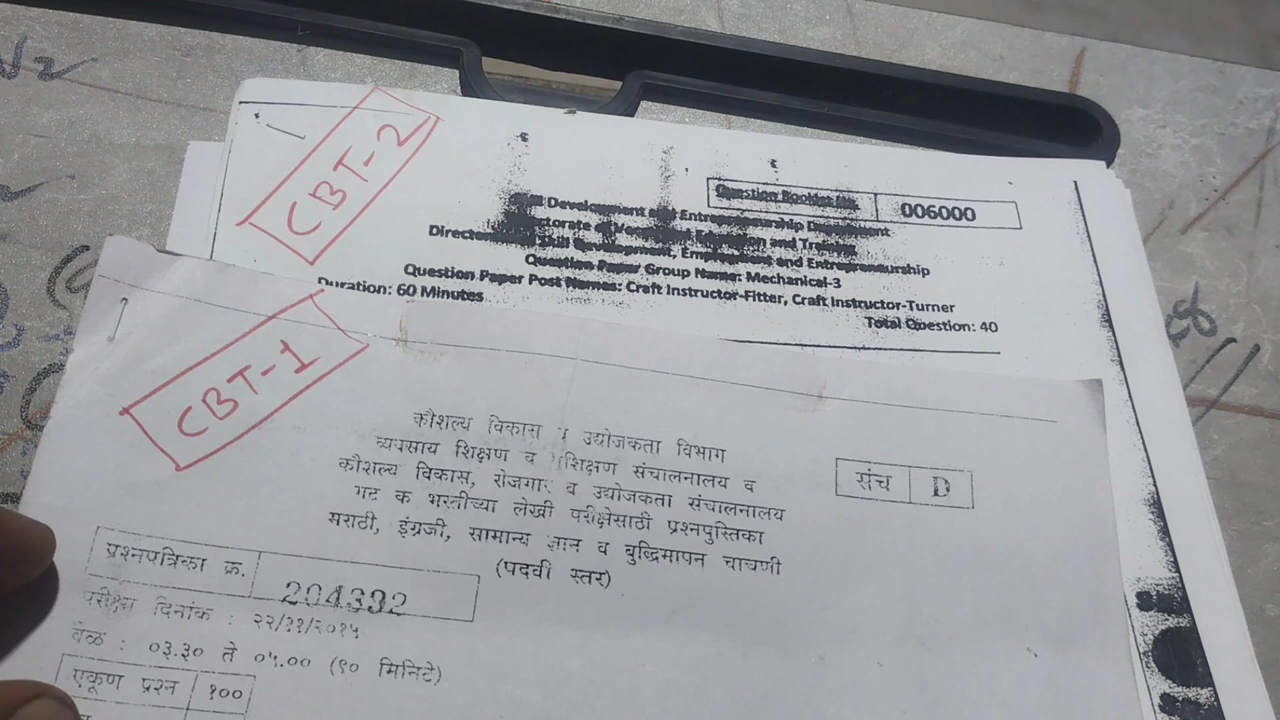 CBT-2
Question Booklet No. 006000
Development and Entrepreneurship Department
Directorate of Vocational Education and Training
Directorate of Skill Development, Employment and Entrepreneurship
Question Paper Group Name: Mechanical-3
Question Paper Post Names: Craft Instructor-Fitter, Craft Instructor-Turner
Duration: 60 Minutes
Total Question: 40
CBT-1
कौशल्य विकास व उद्योजकता विभाग
व्यवसाय शिक्षण व प्रशिक्षण संचालनालय व
कौशल्य विकास, रोजगार व उद्योजकता संचालनालय
गट क भरतीच्या लेखी परीक्षेसाठी प्रश्नपुस्तिका
मराठी, इंग्रजी, सामान्य ज्ञान व बुद्धिमापन चाचणी
(पदवी स्तर)
संच D
प्रश्नपत्रिका क्र. 204392
परीक्षा दिनांक : २२/११/२०१५
वेळ : ०३.३० ते ०५.०० (९० मिनिटे)
एकूण प्रश्न १००